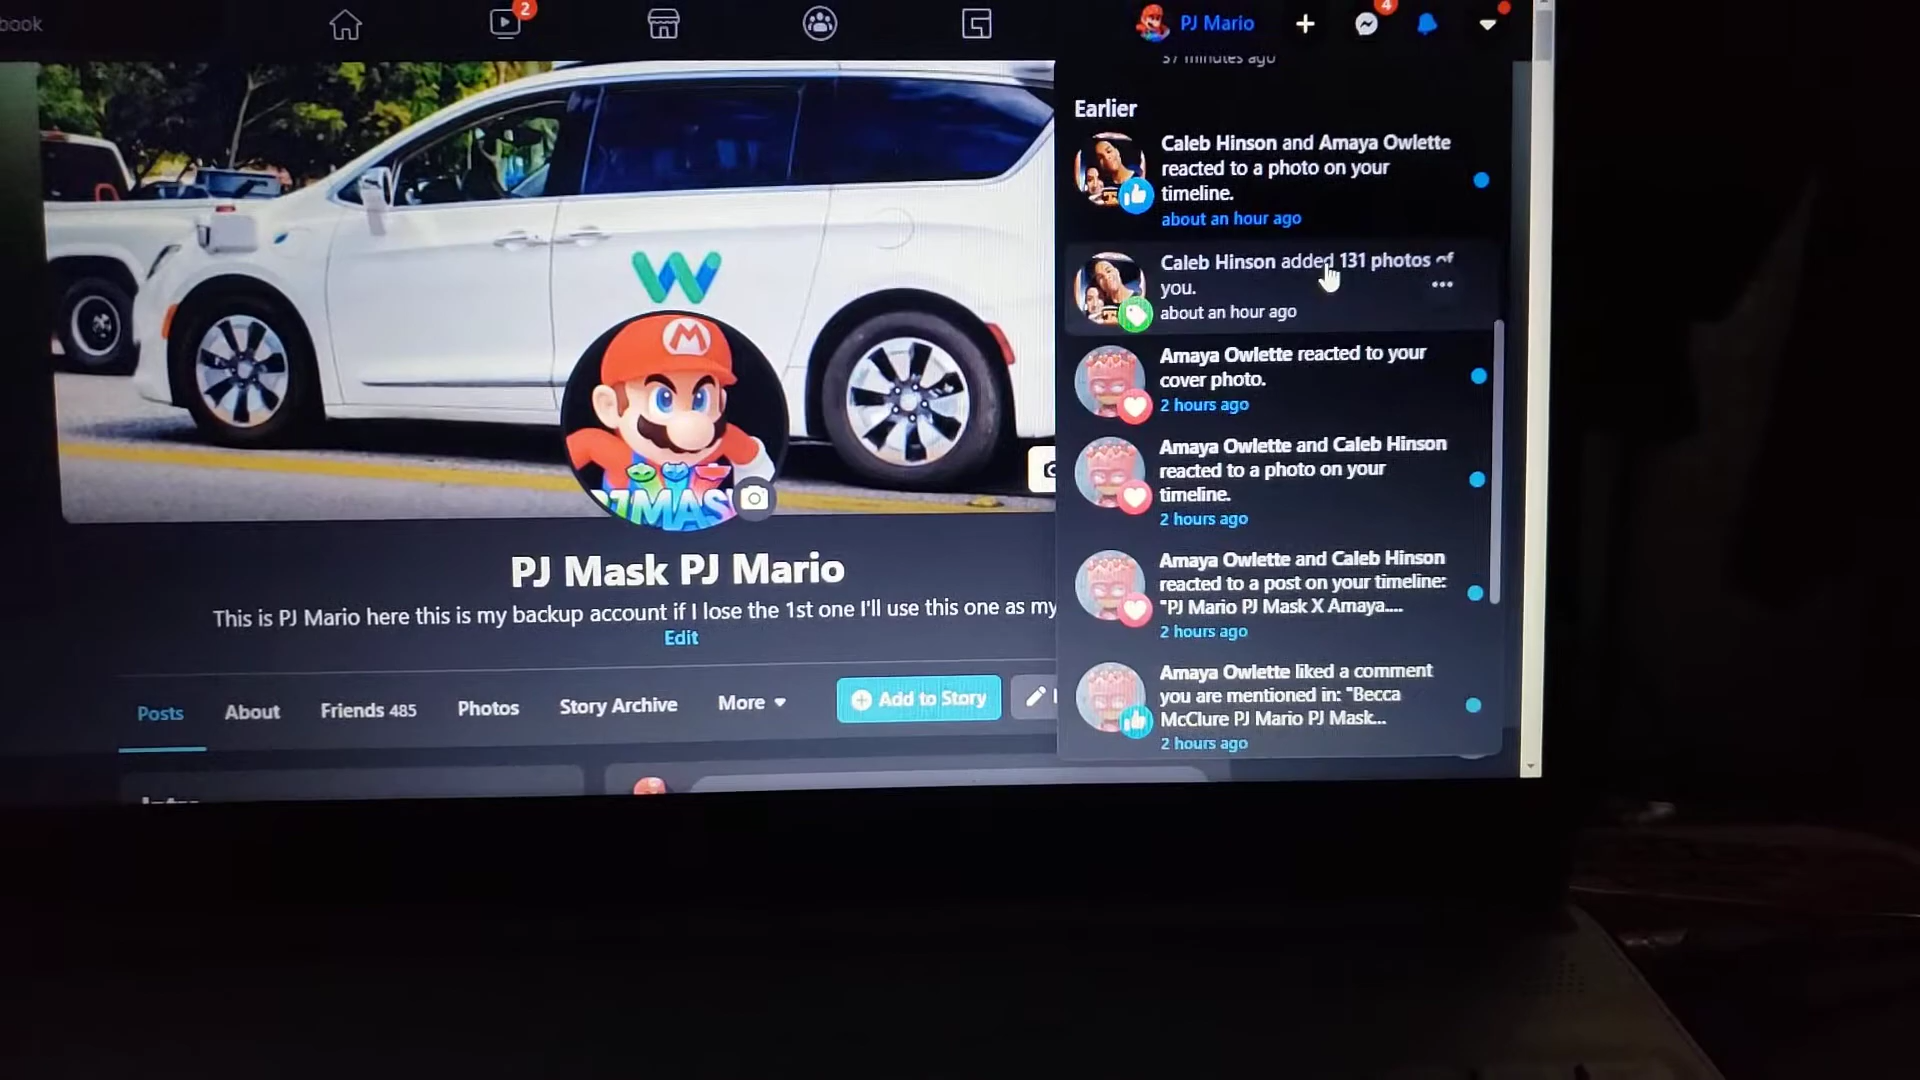 book
2
PJ Mario
4
37 minutes ago
Earlier
Caleb Hinson and Amaya Owlette
reacted to a photo on your
timeline.
about an hour ago
Caleb Hinson added 131 photos of
you.
about an hour ago
Amaya Owlette reacted to your
cover photo.
2 hours ago
Amaya Owlette and Caleb Hinson
reacted to a photo on your
timeline.
2 hours ago
Amaya Owlette and Caleb Hinson
reacted to a post on your timeline:
"PJ Mario PJ Mask X Amaya....
2 hours ago
Amaya Owlette liked a comment
you are mentioned in: "Becca
McClure PJ Mario PJ Mask...
2 hours ago
W
M
PJ MASK
PJ Mask PJ Mario
This is PJ Mario here this is my backup account if I lose the 1st one I'll use this one as my
Edit
Posts
About
Friends 485
Photos
Story Archive
More
Add to Story
Intro